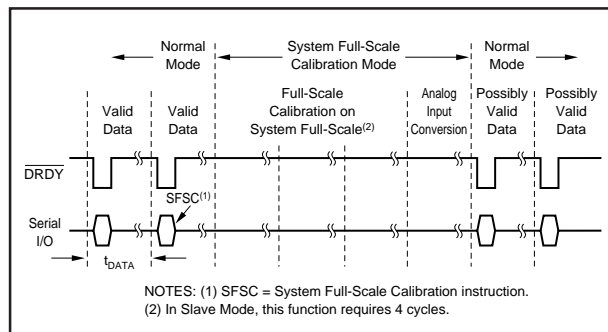 Normal
Mode
System Full-Scale
Calibration Mode
Normal
Mode
Valid
Data
Valid
Data
Full-Scale
Calibration on
System Full-Scale(2)
Analog
Input
Conversion
Possibly
Valid
Data
Possibly
Valid
Data
DRDY
SFSC(1)
Serial
I/O
tDATA
NOTES: (1) SFSC = System Full-Scale Calibration instruction.
(2) In Slave Mode, this function requires 4 cycles.